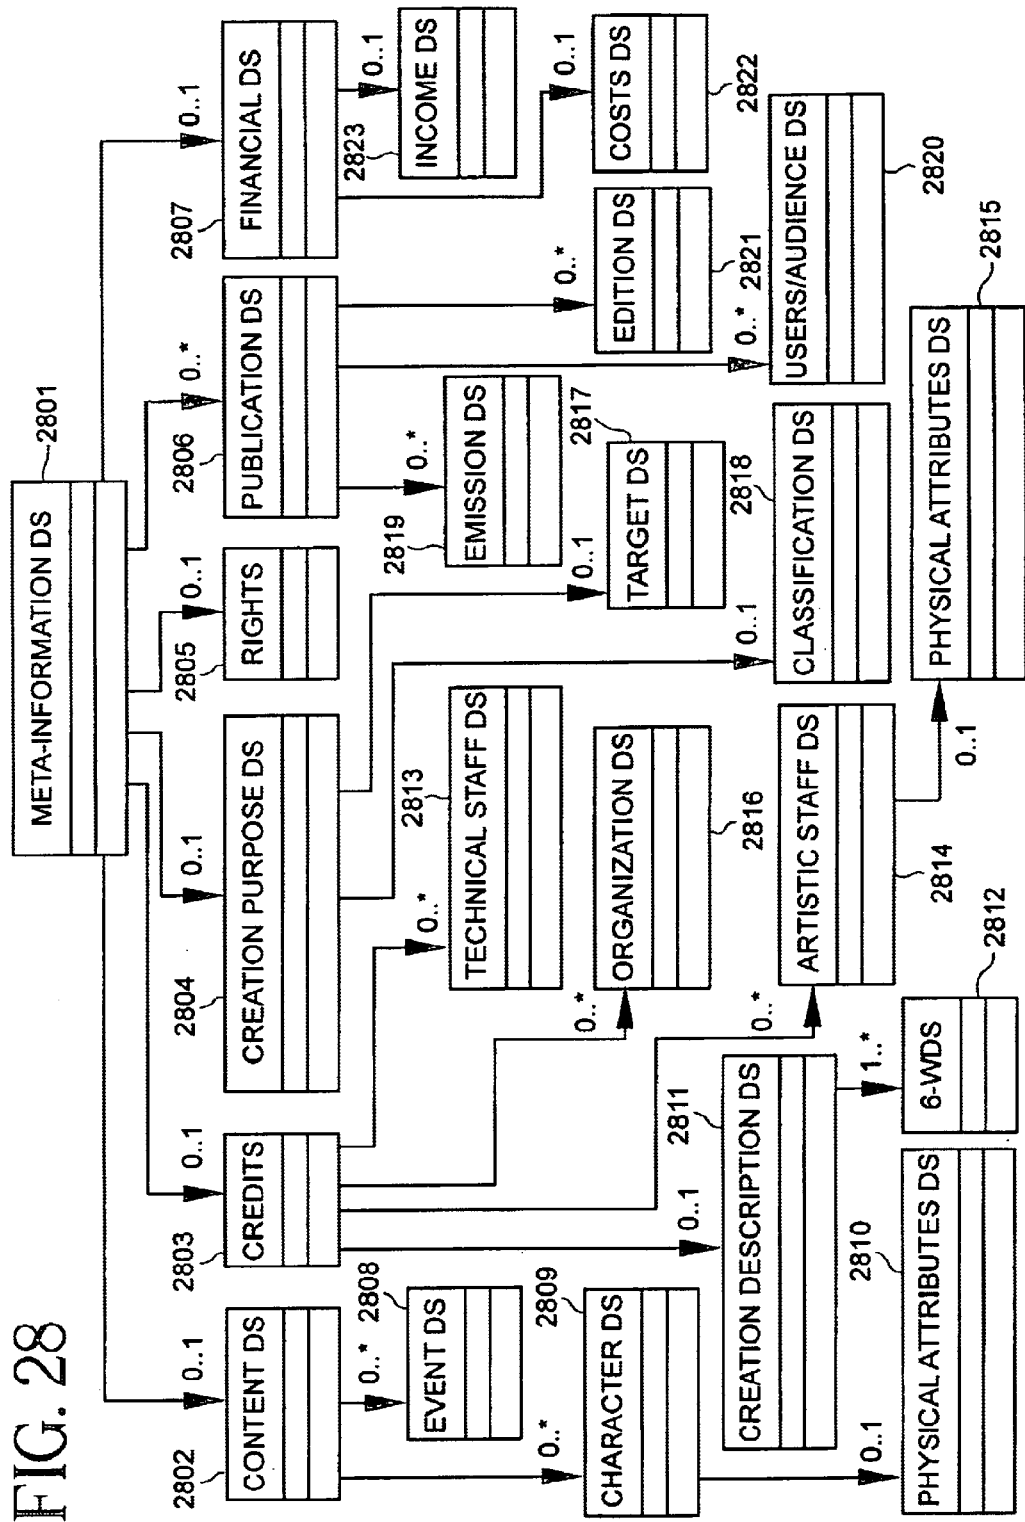 FIG. 28
META-INFORMATION DS
2801
0..1
0..1
0..1
0..1
0..*
0..1
2802
CONTENT DS
2803
CREDITS
2804
CREATION PURPOSE DS
2805
RIGHTS
2806
PUBLICATION DS
2807
FINANCIAL DS
0..*
EVENT DS
2808
0..*
TECHNICAL STAFF DS
2813
0..*
EMISSION DS
2819
0..1
INCOME DS
2823
0..*
CHARACTER DS
2809
0..*
ORGANIZATION DS
2816
0..1
TARGET DS
2817
0..*
EDITION DS
2821
0..1
COSTS DS
2822
0..1
CREATION DESCRIPTION DS
2811
0..*
ARTISTIC STAFF DS
2814
0..1
CLASSIFICATION DS
2818
0..*
USERS/AUDIENCE DS
2820
0..1
PHYSICAL ATTRIBUTES DS
2810
1..*
6-WDS
2812
0..1
PHYSICAL ATTRIBUTES DS
2815